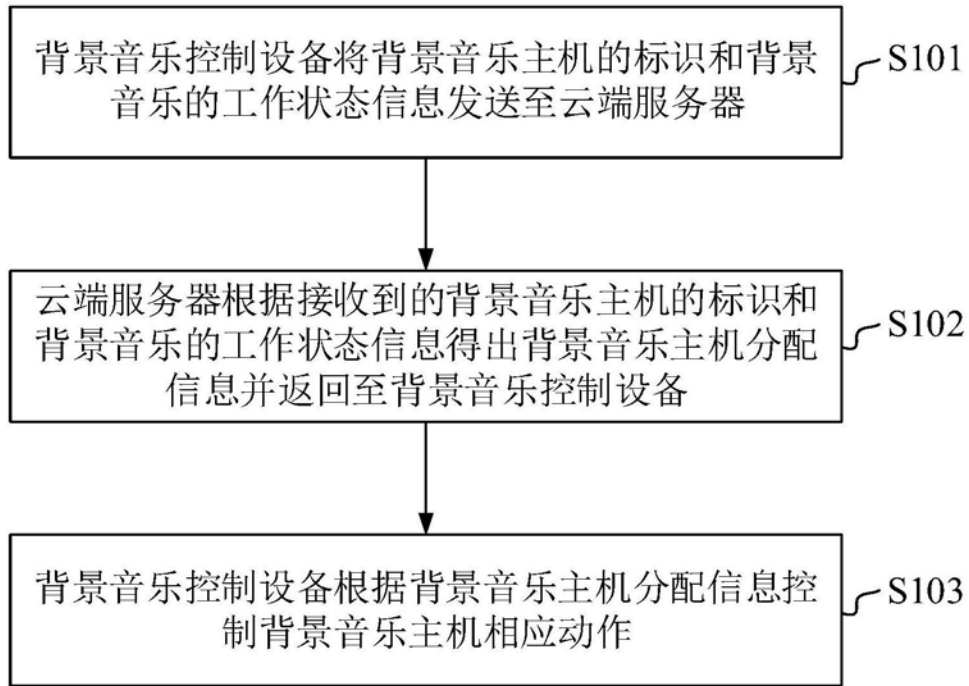 背景音乐控制设备将背景音乐主机的标识和背景
音乐的工作状态信息发送至云端服务器
S101
云端服务器根据接收到的背景音乐主机的标识和
背景音乐的工作状态信息得出背景音乐主机分配
信息并返回至背景音乐控制设备
S102
背景音乐控制设备根据背景音乐主机分配信息控
制背景音乐主机相应动作
S103